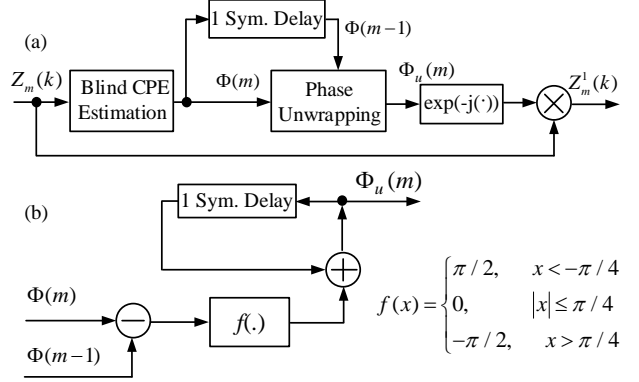 (a)
1 Sym. Delay
Φ(m−1)
Z_m(k)
Blind CPE
Estimation
Φ(m)
Phase
Unwrapping
Φ_u(m)
exp(-j(·))
Z_m^1(k)
(b)
1 Sym. Delay
Φ_u(m)
Φ(m)
Φ(m−1)
f(.)
f(x) = { π/2, x < −π/4
0, |x| ≤ π/4
−π/2, x > π/4